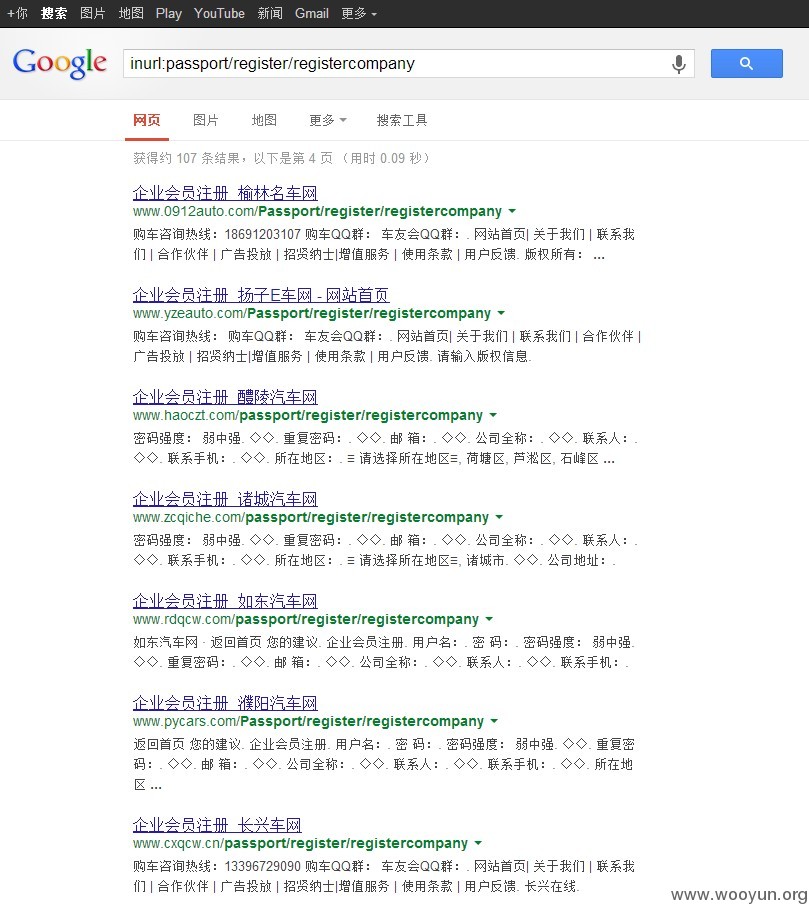 +你 搜索 图片 地图 Play YouTube 新闻 Gmail 更多
Google inurl:passport/register/registercompany
网页 图片 地图 更多 搜索工具
获得约 107 条结果，以下是第 4 页 （用时 0.09 秒）
企业会员注册_榆林名车网
www.0912auto.com/Passport/register/registercompany
购车咨询热线：18691203107 购车QQ群： 车友会QQ群：. 网站首页| 关于我们 | 联系我
们 | 合作伙伴 | 广告投放 | 招贤纳士|增值服务 | 使用条款 | 用户反馈. 版权所有： ...
企业会员注册_扬子E车网 - 网站首页
www.yzeauto.com/Passport/register/registercompany
购车咨询热线： 购车QQ群： 车友会QQ群：. 网站首页| 关于我们 | 联系我们 | 合作伙伴 |
广告投放 | 招贤纳士|增值服务 | 使用条款 | 用户反馈. 请输入版权信息.
企业会员注册_醴陵汽车网
www.haoczt.com/passport/register/registercompany
密码强度： 弱中强. ◇◇. 重复密码：. ◇◇. 邮 箱：. ◇◇. 公司全称：. ◇◇. 联系人：.
◇◇. 联系手机：. ◇◇. 所在地区：. ≡ 请选择所在地区≡, 荷塘区, 芦淞区, 石峰区 ...
企业会员注册_诸城汽车网
www.zcqiche.com/passport/register/registercompany
密码强度： 弱中强. ◇◇. 重复密码：. ◇◇. 邮 箱：. ◇◇. 公司全称：. ◇◇. 联系人：.
◇◇. 联系手机：. ◇◇. 所在地区：. ≡ 请选择所在地区≡, 诸城市. ◇◇. 公司地址：.
企业会员注册_如东汽车网
www.rdqcw.com/passport/register/registercompany
如东汽车网 · 返回首页 您的建议. 企业会员注册. 用户名：. 密 码：. 密码强度： 弱中强.
◇◇. 重复密码：. ◇◇. 邮 箱：. ◇◇. 公司全称：. ◇◇. 联系人：. ◇◇. 联系手机：.
企业会员注册_濮阳汽车网
www.pycars.com/Passport/register/registercompany
返回首页 您的建议. 企业会员注册. 用户名：. 密 码：. 密码强度： 弱中强. ◇◇. 重复密
码：. ◇◇. 邮 箱：. ◇◇. 公司全称：. ◇◇. 联系人：. ◇◇. 联系手机：. ◇◇. 所在地
区 ...
企业会员注册_长兴车网
www.cxqcw.cn/passport/register/registercompany
购车咨询热线：13396729090 购车QQ群： 车友会QQ群：. 网站首页| 关于我们 | 联系我
们 | 合作伙伴 | 广告投放 | 招贤纳士|增值服务 | 使用条款 | 用户反馈. 长兴在线.
www.wooyun.org